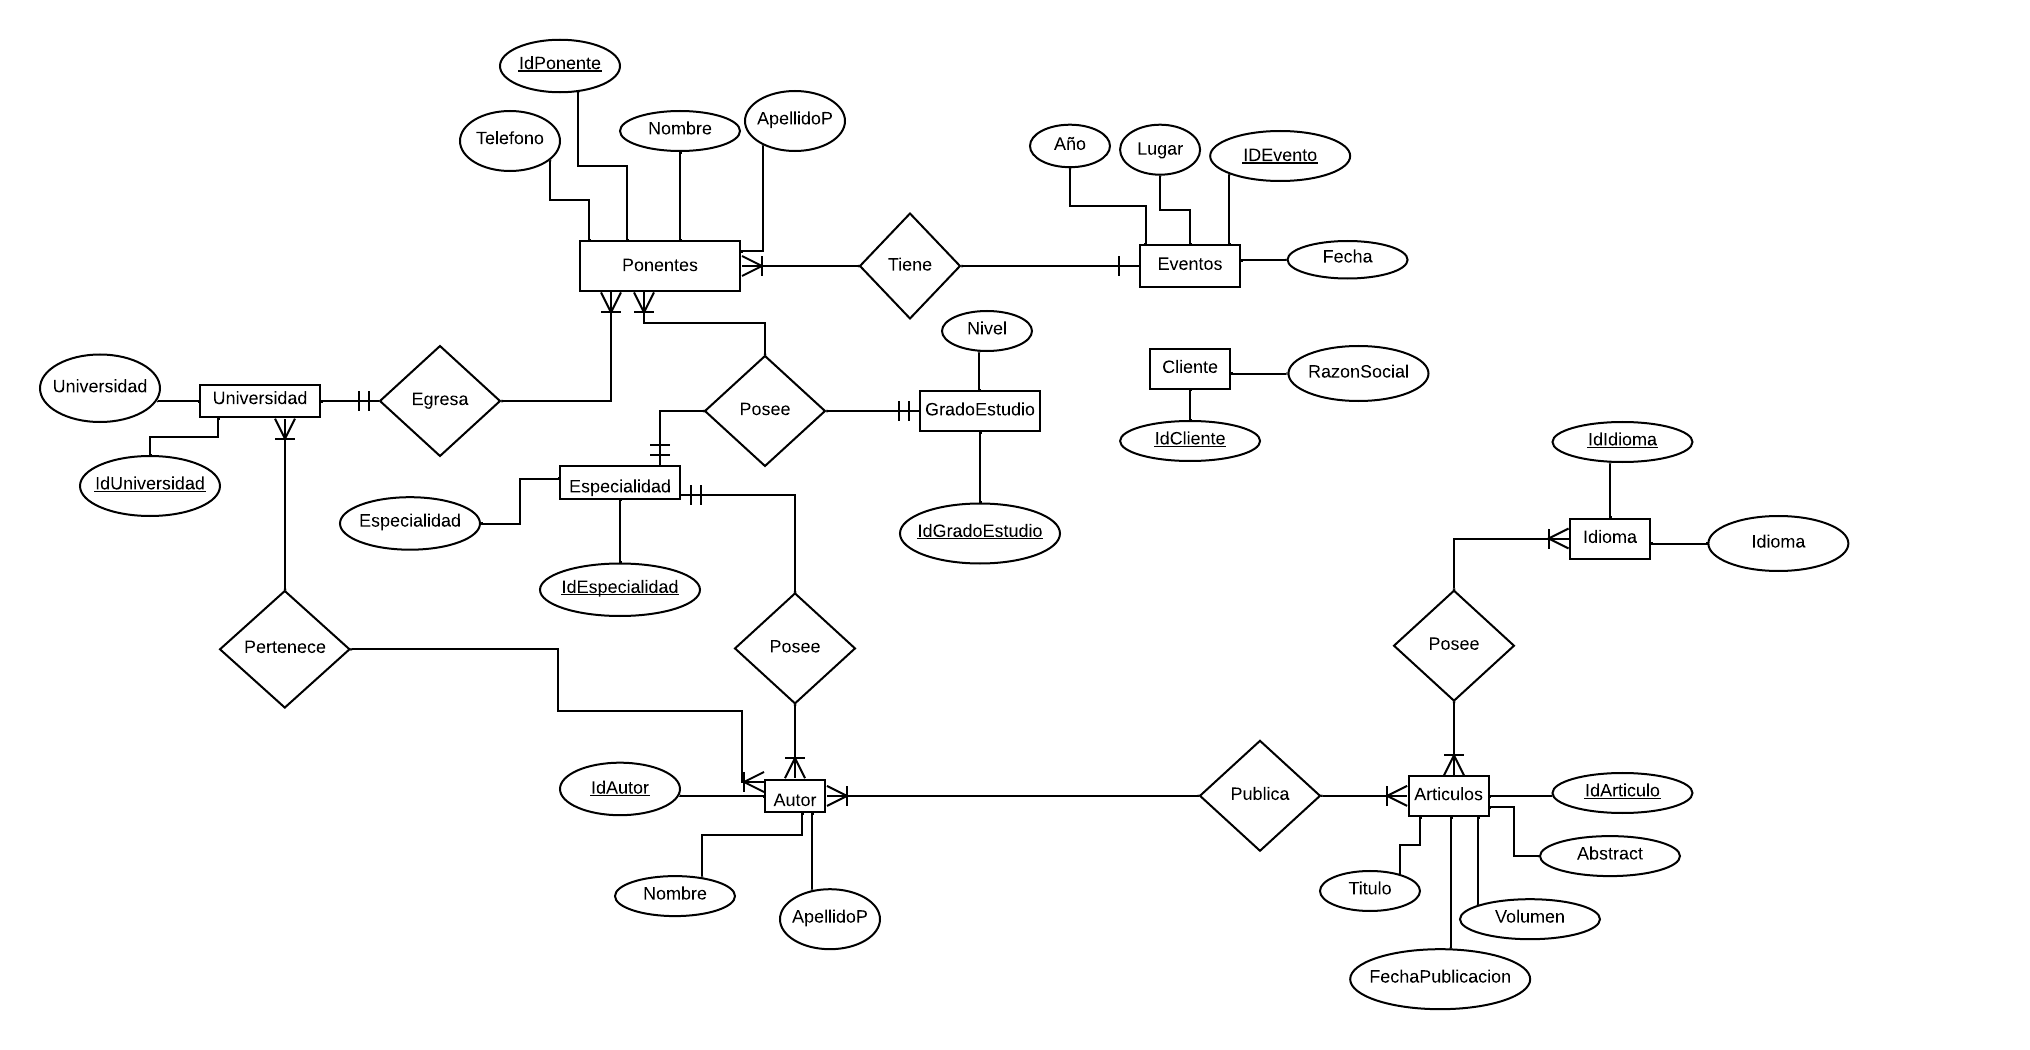 IdPonente
Telefono
Nombre
ApellidoP
Año
Lugar
IDEvento
Ponentes
Tiene
Eventos
Fecha
Nivel
Universidad
Universidad
Egresa
Posee
GradoEstudio
Cliente
RazonSocial
IdCliente
IdUniversidad
Especialidad
Especialidad
IdGradoEstudio
IdEspecialidad
IdIdioma
Idioma
Idioma
Pertenece
Posee
Posee
IdAutor
Autor
Publica
Articulos
IdArticulo
Abstract
Nombre
ApellidoP
Titulo
Volumen
FechaPublicacion